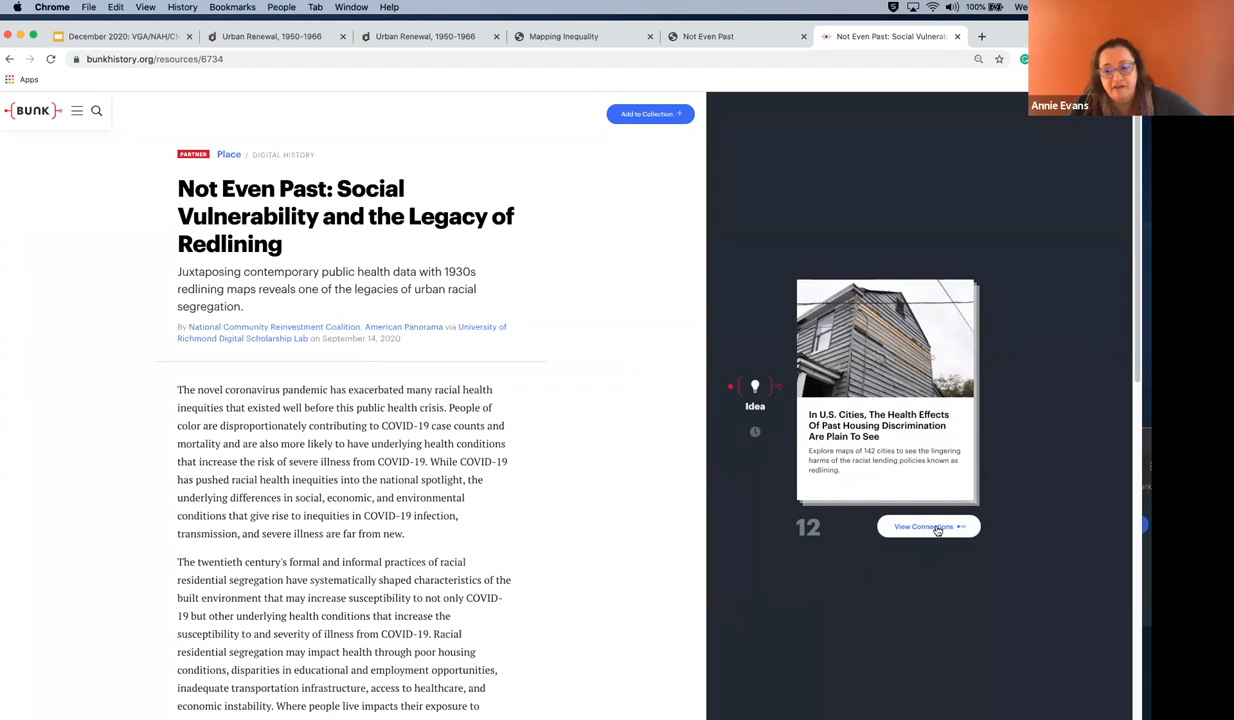 Chrome File Edit View History Bookmarks People Tab Window Help 100% We
December 2020: VGA/NAH/CN Urban Renewal, 1950-1966 Urban Renewal, 1950-1966 Mapping Inequality Not Even Past Not Even Past: Social Vulnerab
bunkhistory.org/resources/6734
Apps
Annie Evans
BUNK
Add to Collection +
PARTNER Place / DIGITAL HISTORY
Not Even Past: Social
Vulnerability and the Legacy of
Redlining
Juxtaposing contemporary public health data with 1930s
redlining maps reveals one of the legacies of urban racial
segregation.
By National Community Reinvestment Coalition, American Panorama via University of
Richmond Digital Scholarship Lab on September 14, 2020
The novel coronavirus pandemic has exacerbated many racial health
inequities that existed well before this public health crisis. People of
color are disproportionately contributing to COVID-19 case counts and
mortality and are also more likely to have underlying health conditions
that increase the risk of severe illness from COVID-19. While COVID-19
has pushed racial health inequities into the national spotlight, the
underlying differences in social, economic, and environmental
conditions that give rise to inequities in COVID-19 infection,
transmission, and severe illness are far from new.
The twentieth century's formal and informal practices of racial
residential segregation have systematically shaped characteristics of the
built environment that may increase susceptibility to not only COVID-
19 but other underlying health conditions that increase the
susceptibility to and severity of illness from COVID-19. Racial
residential segregation may impact health through poor housing
conditions, disparities in educational and employment opportunities,
inadequate transportation infrastructure, access to healthcare, and
economic instability. Where people live impacts their exposure to
Idea
In U.S. Cities, The Health Effects
Of Past Housing Discrimination
Are Plain To See
Explore maps of 142 cities to see the lingering
harms of the racist lending policies known as
redlining.
12
View Connections